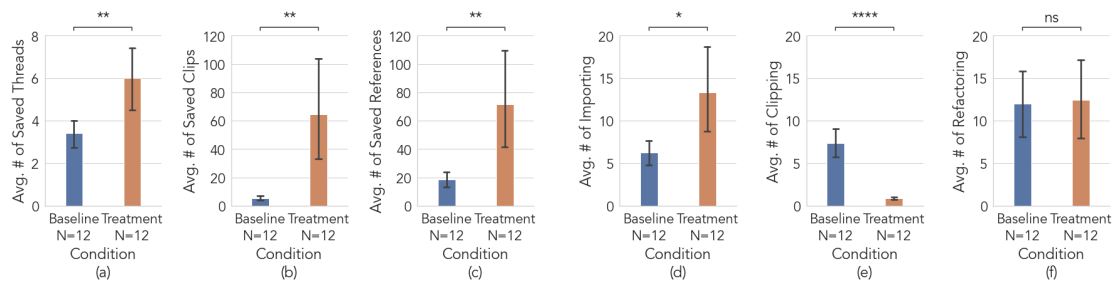 **
8
6
4
2
0
Avg. # of Saved Threads
Baseline Treatment
N=12 N=12
Condition
(a)
**
120
100
80
60
40
20
0
Avg. # of Saved Clips
Baseline Treatment
N=12 N=12
Condition
(b)
**
120
100
80
60
40
20
0
Avg. # of Saved References
Baseline Treatment
N=12 N=12
Condition
(c)
*
20
15
10
5
0
Avg. # of Importing
Baseline Treatment
N=12 N=12
Condition
(d)
****
20
15
10
5
0
Avg. # of Clipping
Baseline Treatment
N=12 N=12
Condition
(e)
ns
20
15
10
5
0
Avg. # of Refactoring
Baseline Treatment
N=12 N=12
Condition
(f)